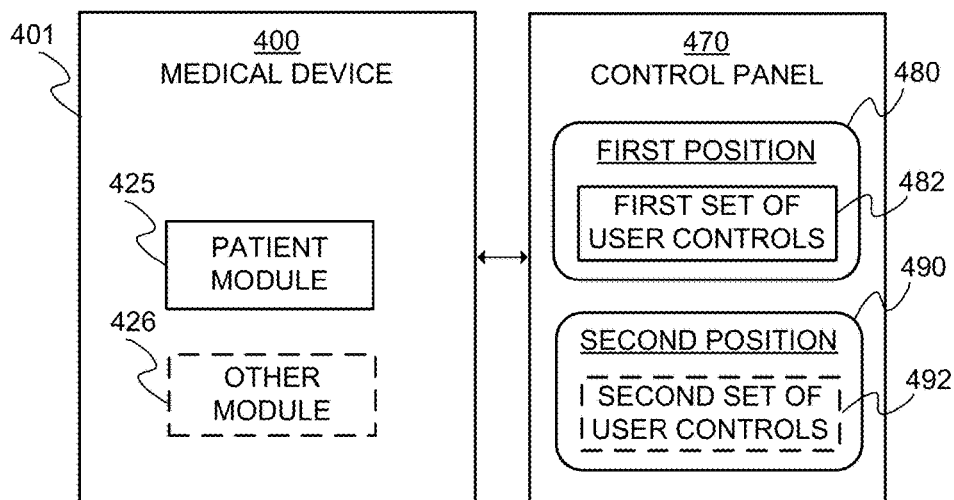 401
400
MEDICAL DEVICE
425
PATIENT
MODULE
426
OTHER
MODULE
470
CONTROL PANEL
480
FIRST POSITION
482
FIRST SET OF
USER CONTROLS
490
SECOND POSITION
492
SECOND SET OF
USER CONTROLS